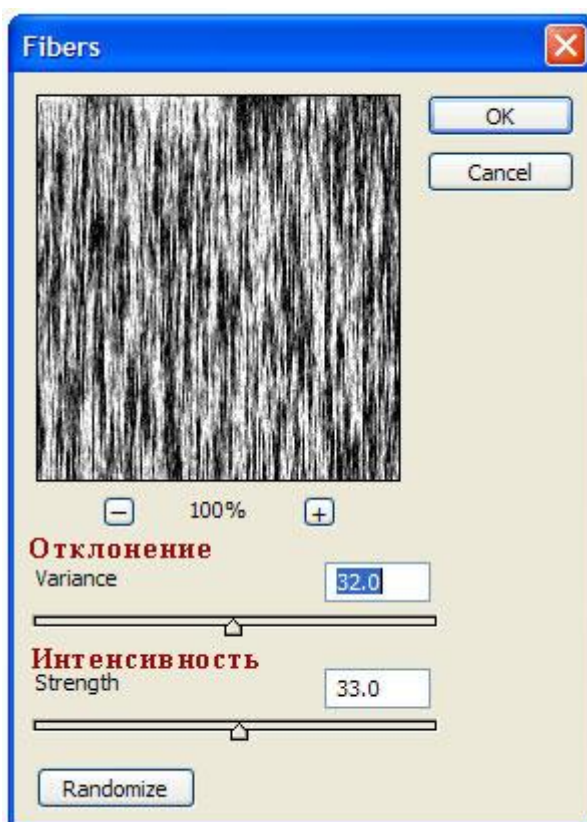 Fibers
OK
Cancel
100%
Отклонение
Variance
32.0
Интенсивность
Strength
33.0
Randomize